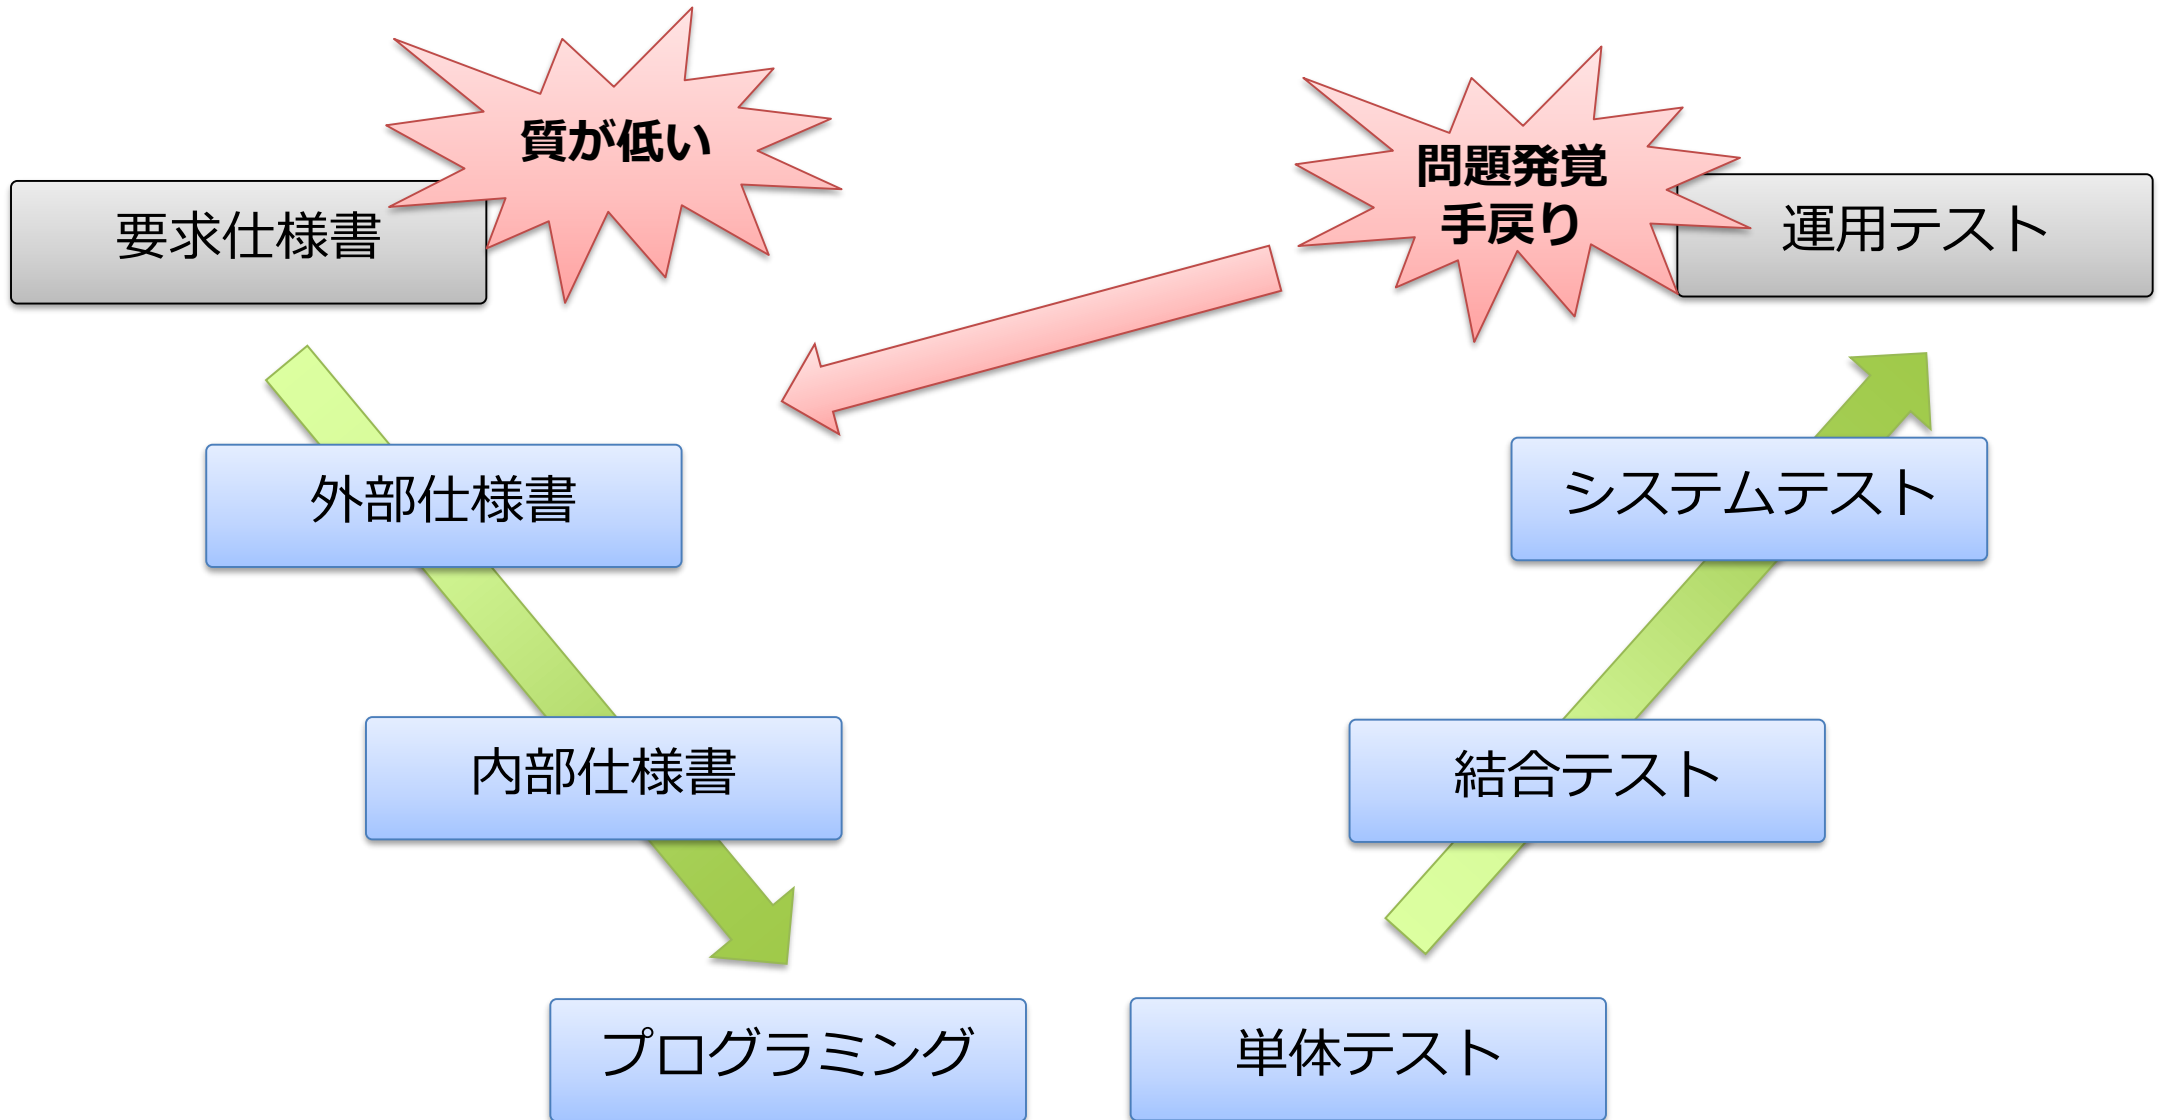 質が低い
問題発覚
手戻り
要求仕様書
運用テスト
外部仕様書
システムテスト
内部仕様書
結合テスト
プログラミング
単体テスト